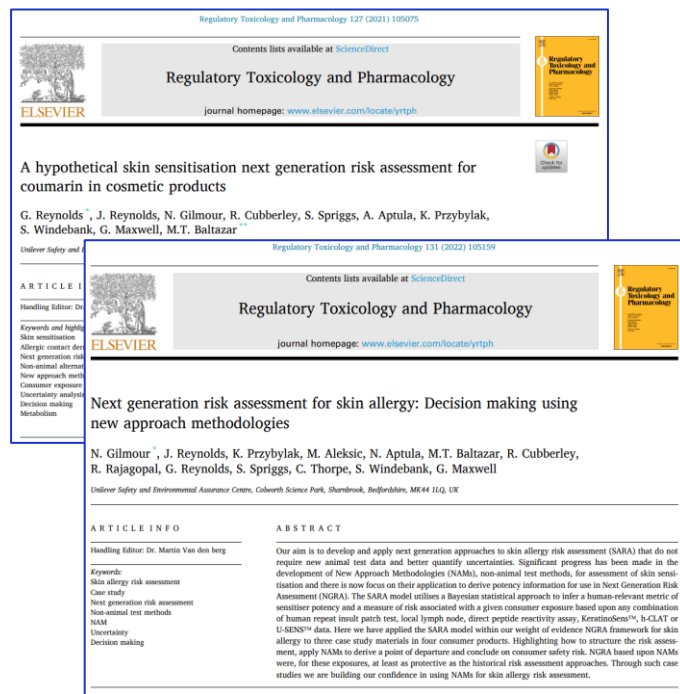 Regulatory Toxicology and Pharmacology 127 (2021) 105075
Contents lists available at ScienceDirect
Regulatory Toxicology and Pharmacology
journal homepage: www.elsevier.com/locate/yrtph
ELSEVIER
Regulatory
Toxicology and
Pharmacology
Check for
updates
A hypothetical skin sensitisation next generation risk assessment for
coumarin in cosmetic products
G. Reynolds *, J. Reynolds, N. Gilmour, R. Cubberley, S. Spriggs, A. Aptula, K. Przybylak,
S. Windebank, G. Maxwell, M.T. Baltazar **
Unilever Safety and
ARTICLE
Handling Editor: Dr.
Keywords and
Skin sensitisation
Allergic contact
Next generation
Non-animal
New approach
Consumer exposure
Uncertainty
Decision making
Metabolism
Regulatory Toxicology and Pharmacology 131 (2022) 105159
Contents lists available at ScienceDirect
Regulatory Toxicology and Pharmacology
journal homepage: www.elsevier.com/locate/yrtph
ELSEVIER
Regulatory
Toxicology and
Pharmacology
Next generation risk assessment for skin allergy: Decision making using
new approach methodologies
N. Gilmour *, J. Reynolds, K. Przybylak, M. Aleksic, N. Aptula, M.T. Baltazar, R. Cubberley,
R. Rajagopal, G. Reynolds, S. Spriggs, C. Thorpe, S. Windebank, G. Maxwell
Unilever Safety and Environmental Assurance Centre, Colworth Science Park, Sharnbrook, Bedfordshire, MK44 1LQ, UK
ARTICLE INFO
Handling Editor: Dr. Martin Van den berg
Keywords:
Skin allergy risk assessment
Case study
Next generation risk assessment
Non-animal test methods
NAM
Uncertainty
Decision making
ABSTRACT
Our aim is to develop and apply next generation approaches to skin allergy risk assessment (SARA) that do not
require new animal test data and better quantify uncertainties. Significant progress has been made in the
development of New Approach Methodologies (NAMs), non-animal test methods, for assessment of skin sensi-
tisation and there is now focus on their application to derive potency information for use in Next Generation Risk
Assessment (NGRA). The SARA model utilises a Bayesian statistical approach to infer a human-relevant metric of
sensitiser potency and a measure of risk associated with a given consumer exposure based upon any combination
of human repeat insult patch test, local lymph node, direct peptide reactivity assay, KeratinoSens™, h-CLAT or
U-SENS™ data. Here we have applied the SARA model within our weight of evidence NGRA framework for skin
allergy to three case study materials in four consumer products. Highlighting how to structure the risk assess-
ment, apply NAMs to derive a point of departure and conclude on consumer safety risk. NGRA based upon NAMs
were, for these exposures, at least as protective as the historical risk assessment approaches. Through such case
studies we are building our confidence in using NAMs for skin allergy risk assessment.